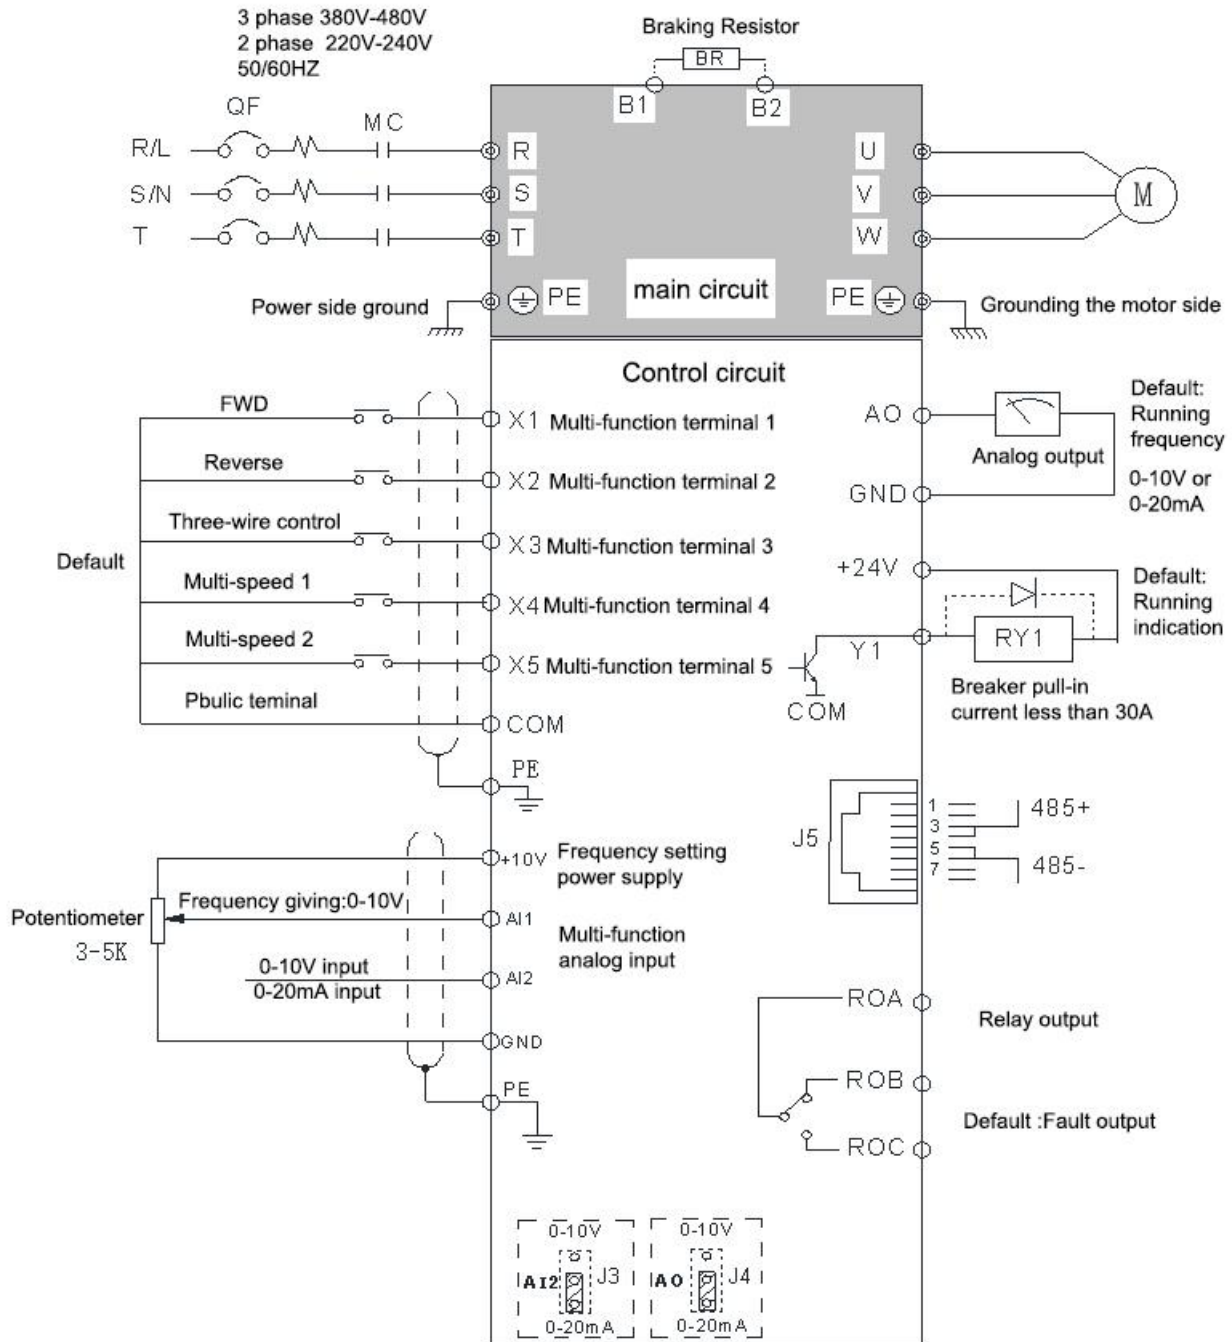 3 phase 380V-480V
2 phase 220V-240V
50/60HZ
Braking Resistor
BR
B1
B2
QF
MC
R/L
R
U
S/N
S
V
M
T
T
W
Power side ground
PE
main circuit
PE
Grounding the motor side
Control circuit
FWD
X1 Multi-function terminal 1
Reverse
X2 Multi-function terminal 2
Three-wire control
X3 Multi-function terminal 3
Default
Multi-speed 1
X4 Multi-function terminal 4
Multi-speed 2
X5 Multi-function terminal 5
Pbulic teminal
COM
PE
AO
Analog output
GND
Default:
Running
frequency
0-10V or
0-20mA
+24V
Y1
COM
RY1
Default:
Running
indication
Breaker pull-in
current less than 30A
J5
1
3
5
7
485+
485-
+10V
Frequency setting
power supply
Potentiometer
3-5K
Frequency giving:0-10V
AI1
Multi-function
analog input
0-10V input
0-20mA input
AI2
GND
PE
ROA
Relay output
ROB
Default :Fault output
ROC
0-10V
AI2
J3
0-20mA
0-10V
AO
J4
0-20mA